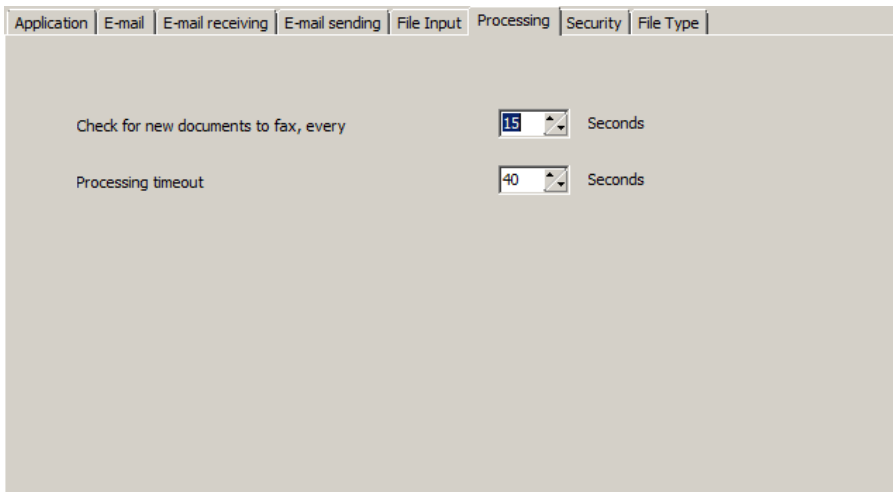 Application E-mail E-mail receiving E-mail sending File Input Processing Security File Type
Check for new documents to fax, every 15 Seconds
Processing timeout 40 Seconds